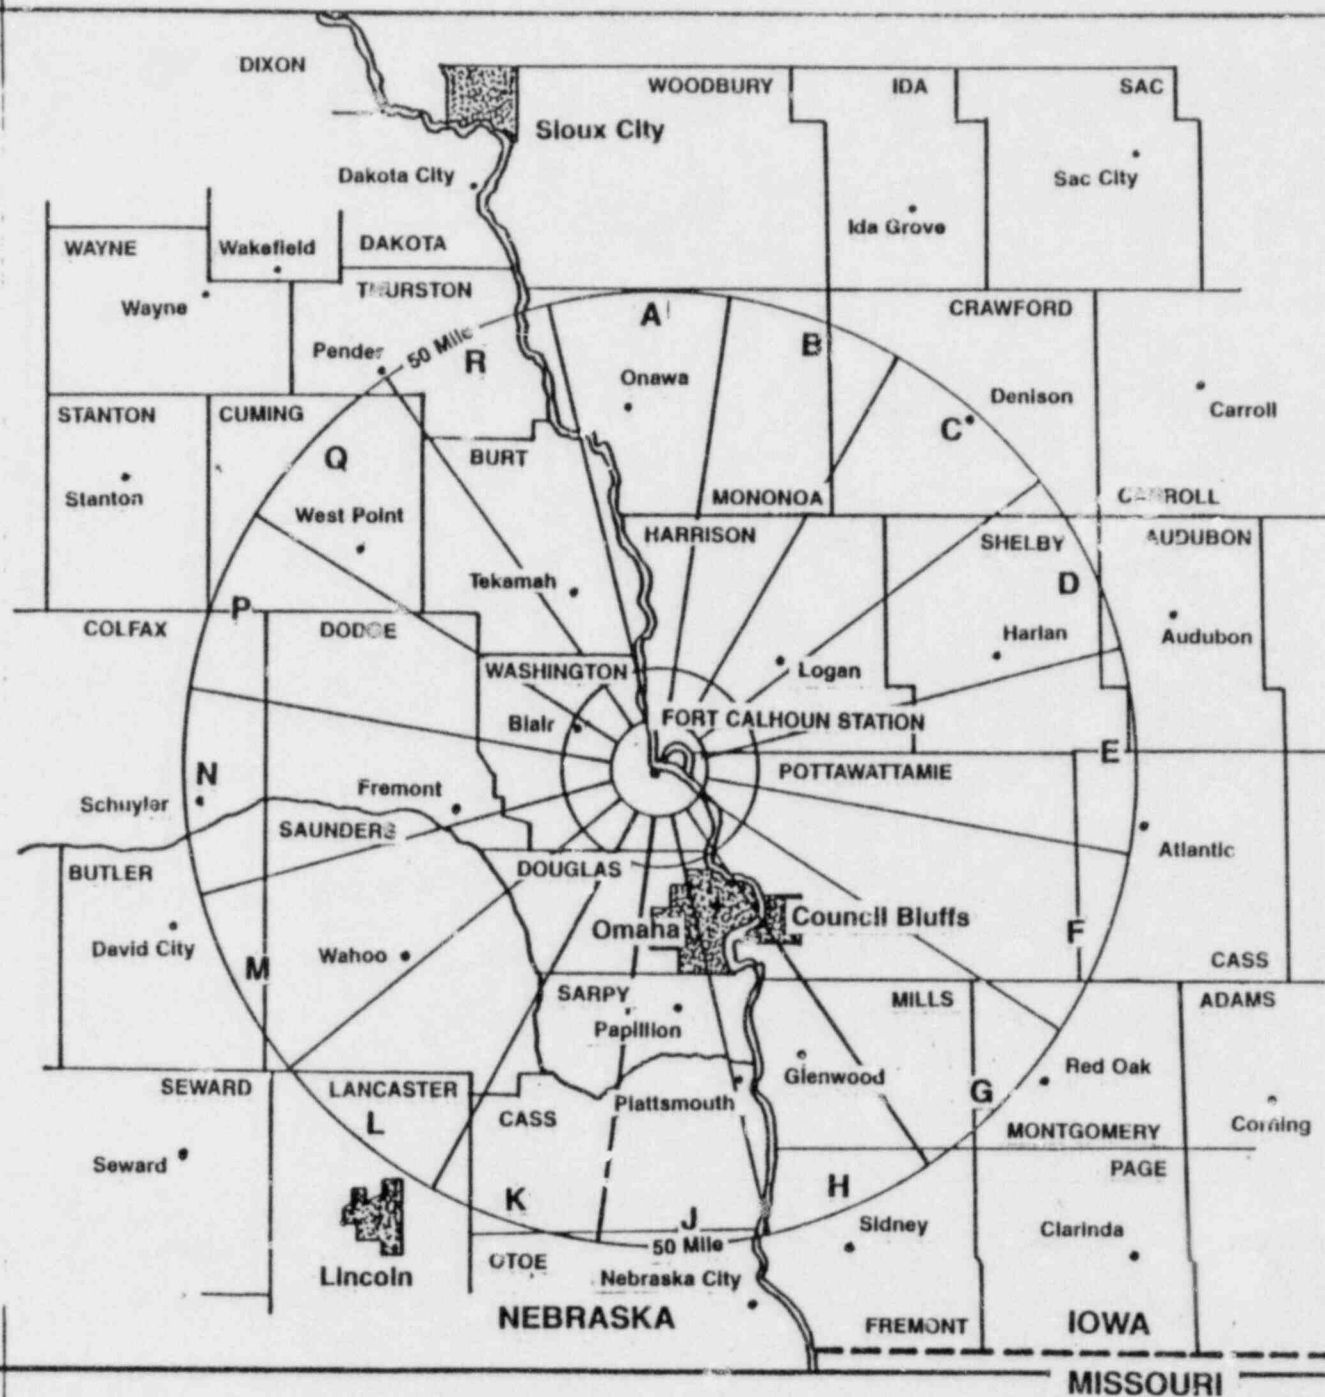 DIXON
WOODBURY
IDA
SAC
Sioux City
Dakota City
Sac City
Ida Grove
WAYNE
Wakefield
DAKOTA
THURSTON
Wayne
A
CRAWFORD
Pender
50 Mile
R
B
Onawa
Denison
STANTON
CUMING
C
Carroll
Q
BURT
Stanton
MONONOA
CARROLL
West Point
HARRISON
SHELBY
AUDUBON
Tekamah
D
P
COLFAX
DODGE
Harlan
Audubon
WASHINGTON
Logan
Blair
FORT CALHOUN STATION
E
N
POTTAWATTAMIE
Schuyler
Fremont
SAUNDERS
Atlantic
BUTLER
DOUGLAS
Omaha
Council Bluffs
F
David City
Wahoo
M
CASS
SARPY
MILLS
ADAMS
Papillion
Glenwood
Red Oak
SEWARD
LANCASTER
G
L
CASS
Plattsmouth
Corning
MONTGOMERY
Seward
PAGE
K
H
J
Sidney
Clarinda
50 Mile
OTOE
Lincoln
Nebraska City
NEBRASKA
FREMONT
IOWA
MISSOURI